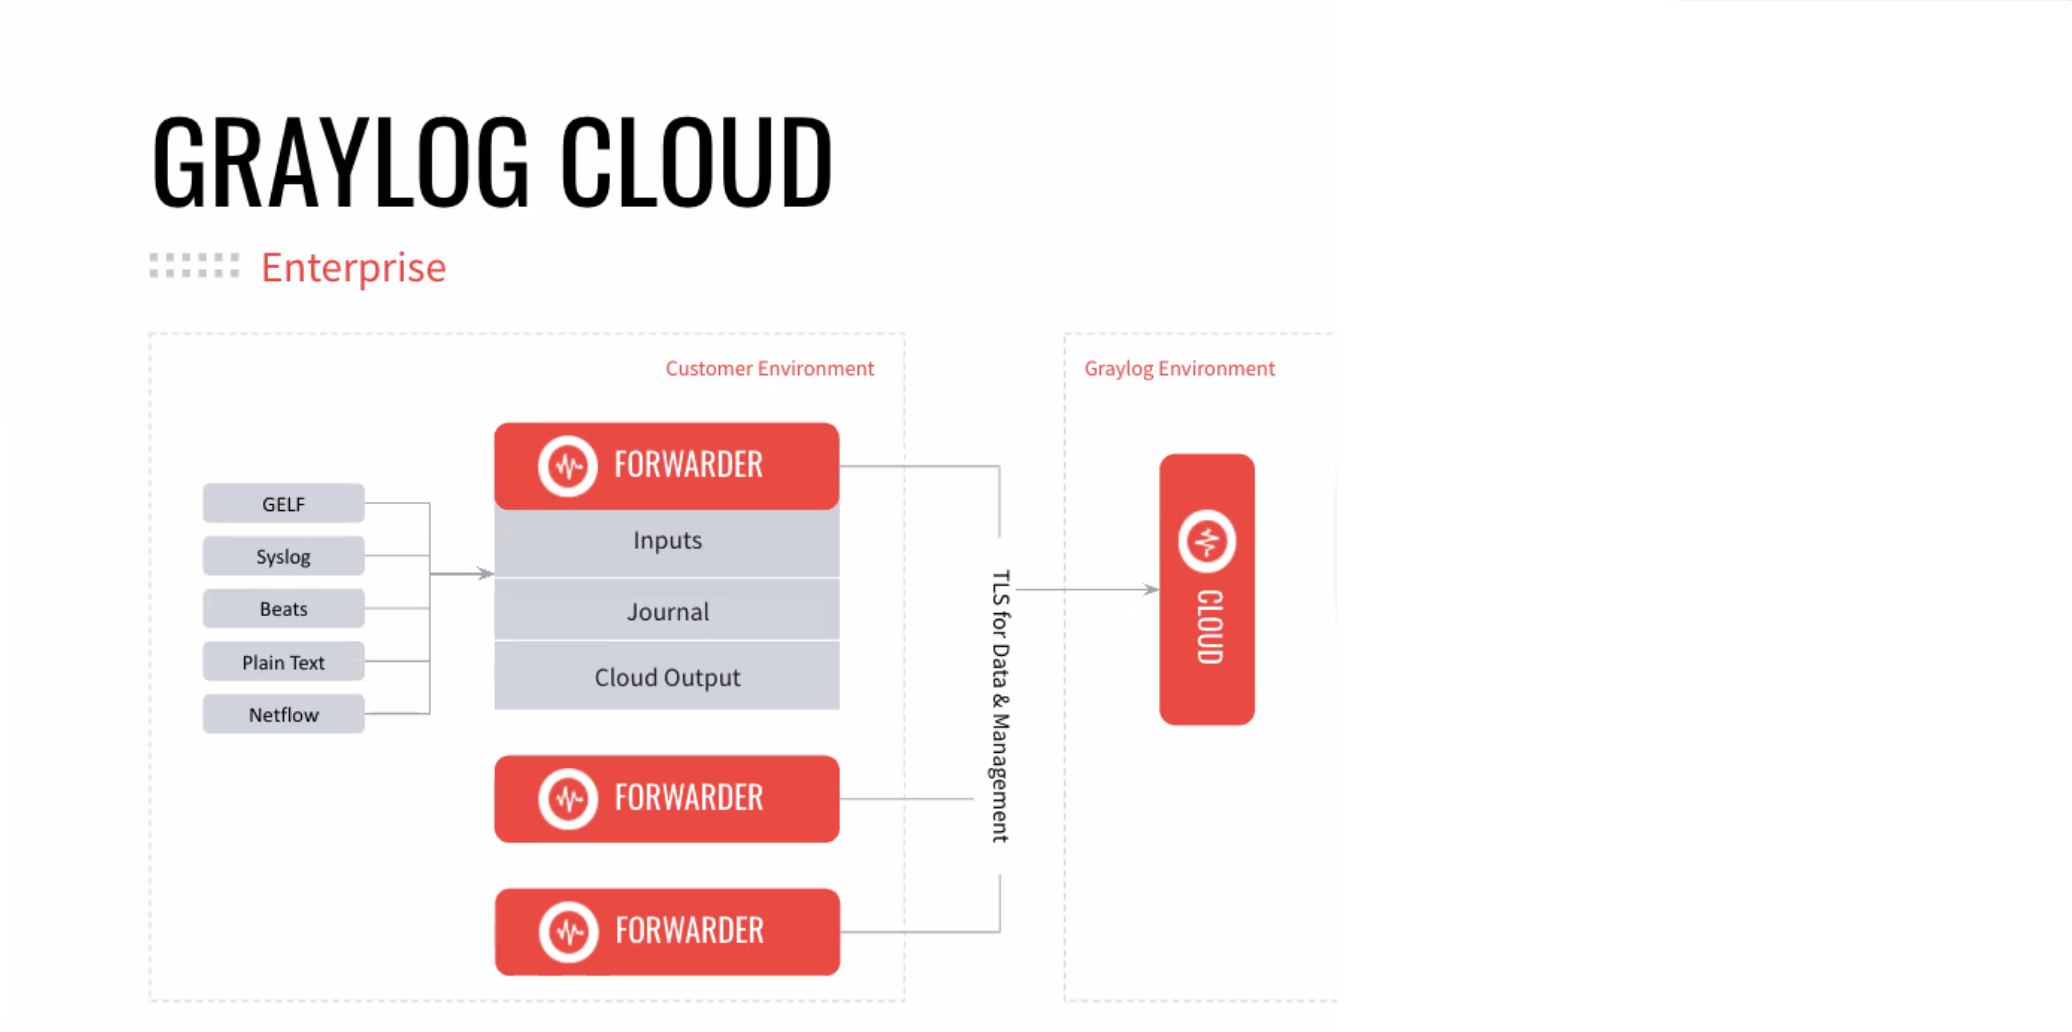 GRAYLOG CLOUD
Enterprise
Customer Environment
Graylog Environment
GELF
Syslog
Beats
Plain Text
Netflow
FORWARDER
Inputs
Journal
Cloud Output
FORWARDER
FORWARDER
TLS for Data & Management
CLOUD